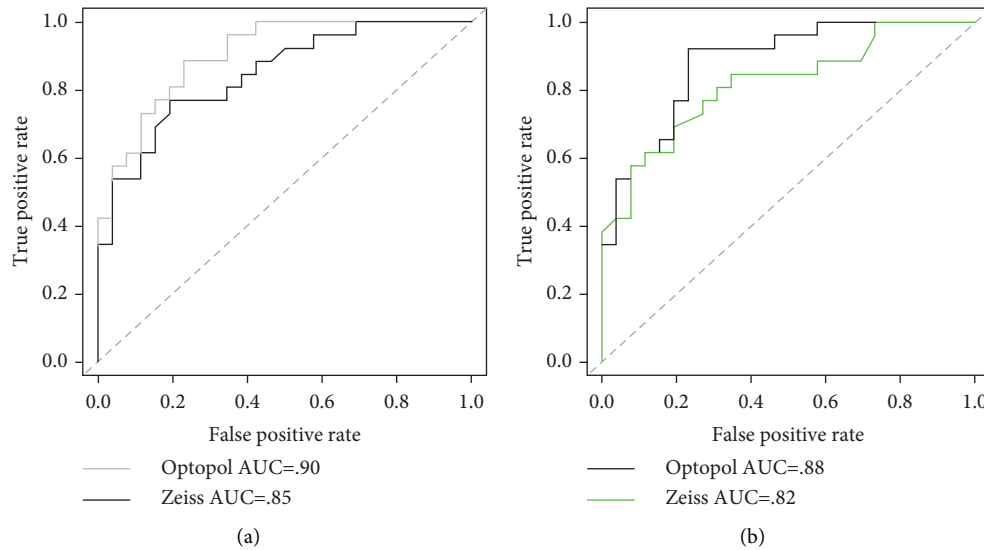 1.0
0.8
0.6
0.4
0.2
0.0
True positive rate
0.0 0.2 0.4 0.6 0.8 1.0
False positive rate
Optopol AUC=.90
Zeiss AUC=.85
(a)
1.0
0.8
0.6
0.4
0.2
0.0
True positive rate
0.0 0.2 0.4 0.6 0.8 1.0
False positive rate
Optopol AUC=.88
Zeiss AUC=.82
(b)